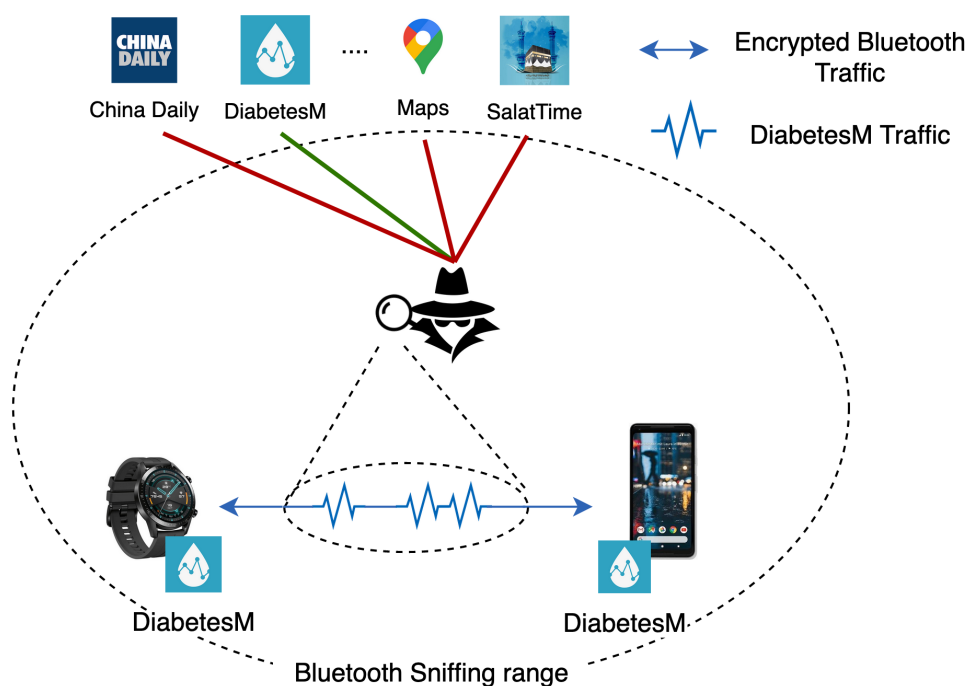 CHINA
DAILY
....
China Daily
DiabetesM
Maps
SalatTime
Encrypted Bluetooth
Traffic
DiabetesM Traffic
DiabetesM
DiabetesM
Bluetooth Sniffing range